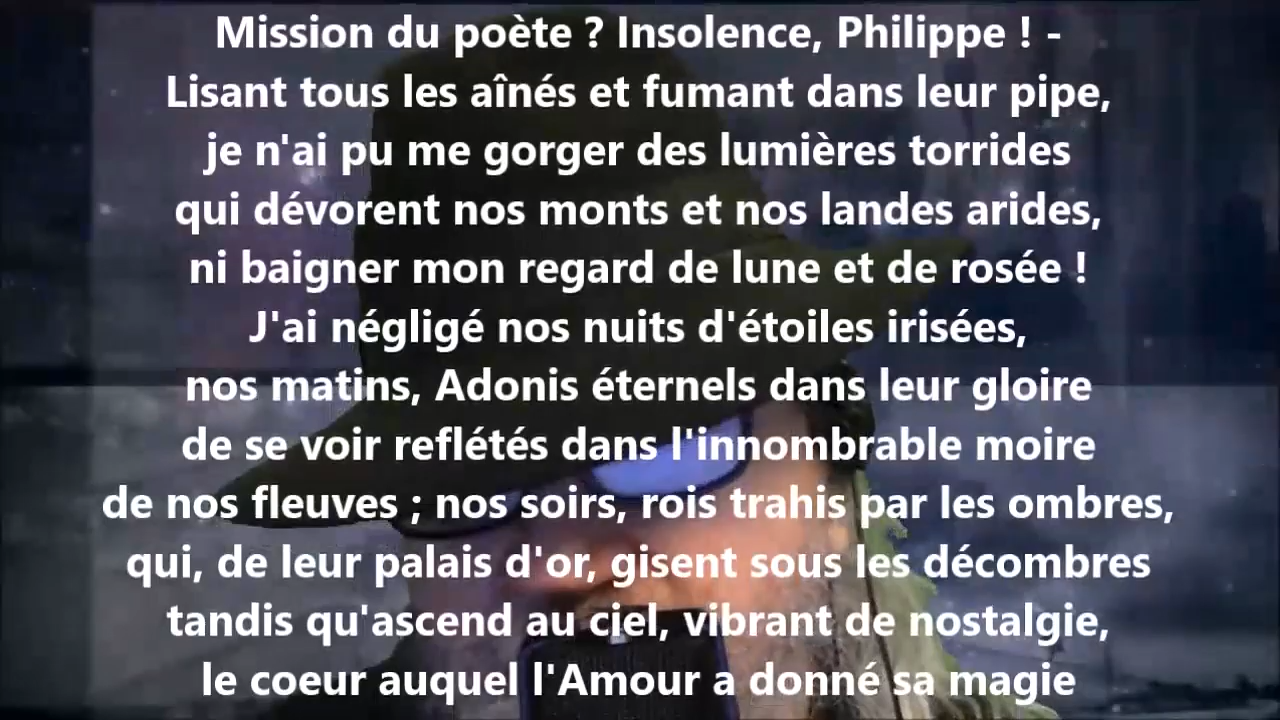 Mission du poète ? Insolence, Philippe ! -
Lisant tous les aînés et fumant dans leur pipe,
je n'ai pu me gorger des lumières torrides
qui dévorent nos monts et nos landes arides,
ni baigner mon regard de lune et de rosée !
J'ai négligé nos nuits d'étoiles irisées,
nos matins, Adonis éternels dans leur gloire
de se voir reflétés dans l'innombrable moire
de nos fleuves ; nos soirs, rois trahis par les ombres,
qui, de leur palais d'or, gisent sous les décombres
tandis qu'ascend au ciel, vibrant de nostalgie,
le coeur auquel l'Amour a donné sa magie